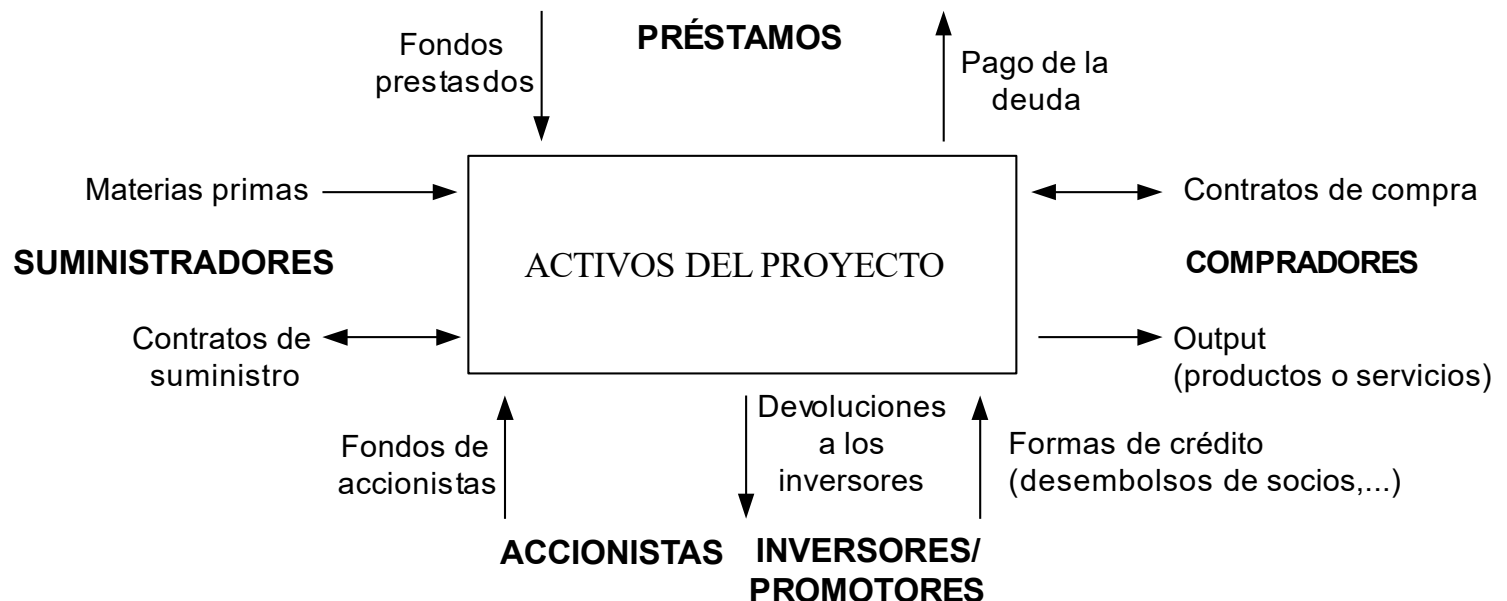 PRÉSTAMOS
Fondos
prestasdos
Pago de la
deuda
Materias primas
Contratos de compra
SUMINISTRADORES
ACTIVOS DEL PROYECTO
COMPRADORES
Contratos de
suministro
Output
(productos o servicios)
Fondos de
accionistas
Devoluciones
a los
inversores
Formas de crédito
(desembolsos de socios,...)
ACCIONISTAS
INVERSORES/
PROMOTORES